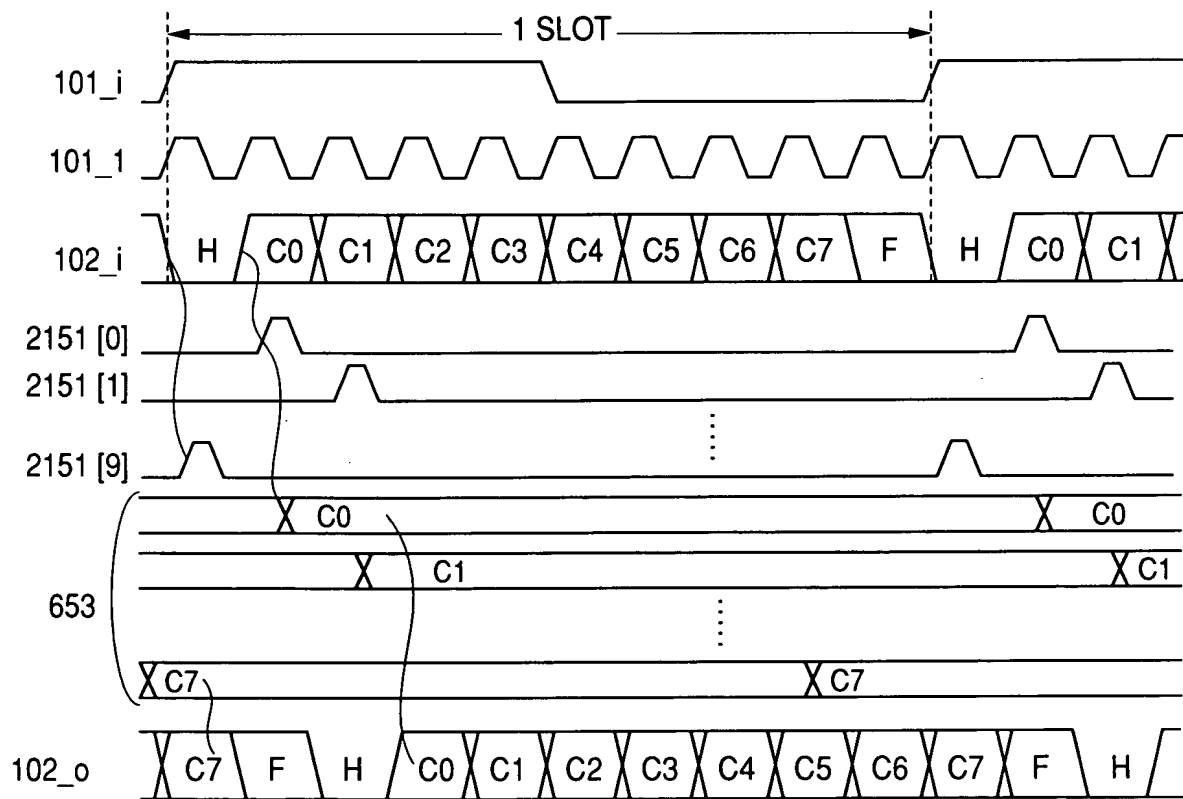 1 SLOT
101_i
101_1
102_i H C0 C1 C2 C3 C4 C5 C6 C7 F H C0 C1
2151 [0]
2151 [1]
2151 [9]
C0 C0
C1 C1
653
C7 C7
102_o C7 F H C0 C1 C2 C3 C4 C5 C6 C7 F H